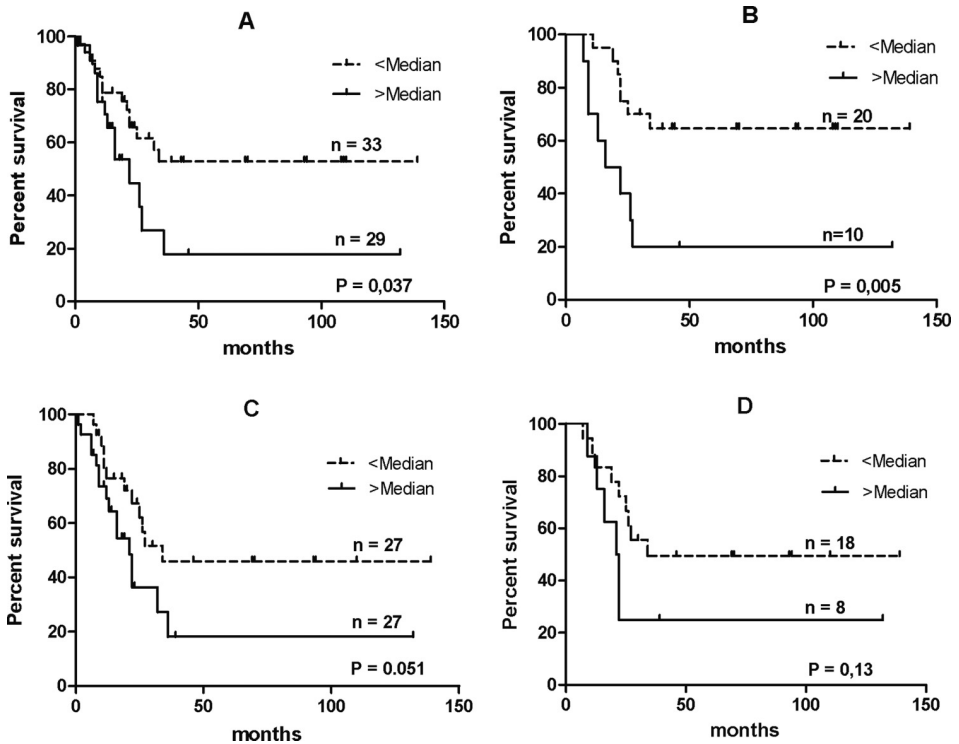 A
Percent survival
100
80
60
40
20
0
<Median
>Median
n = 33
n = 29
P = 0,037
0
50
100
150
months
B
Percent survival
100
80
60
40
20
0
<Median
>Median
n = 20
n=10
P = 0,005
0
50
100
150
months
C
Percent survival
100
80
60
40
20
0
<Median
>Median
n = 27
n = 27
P = 0.051
0
50
100
150
months
D
Percent survival
100
80
60
40
20
0
<Median
>Median
n = 18
n = 8
P = 0,13
0
50
100
150
months